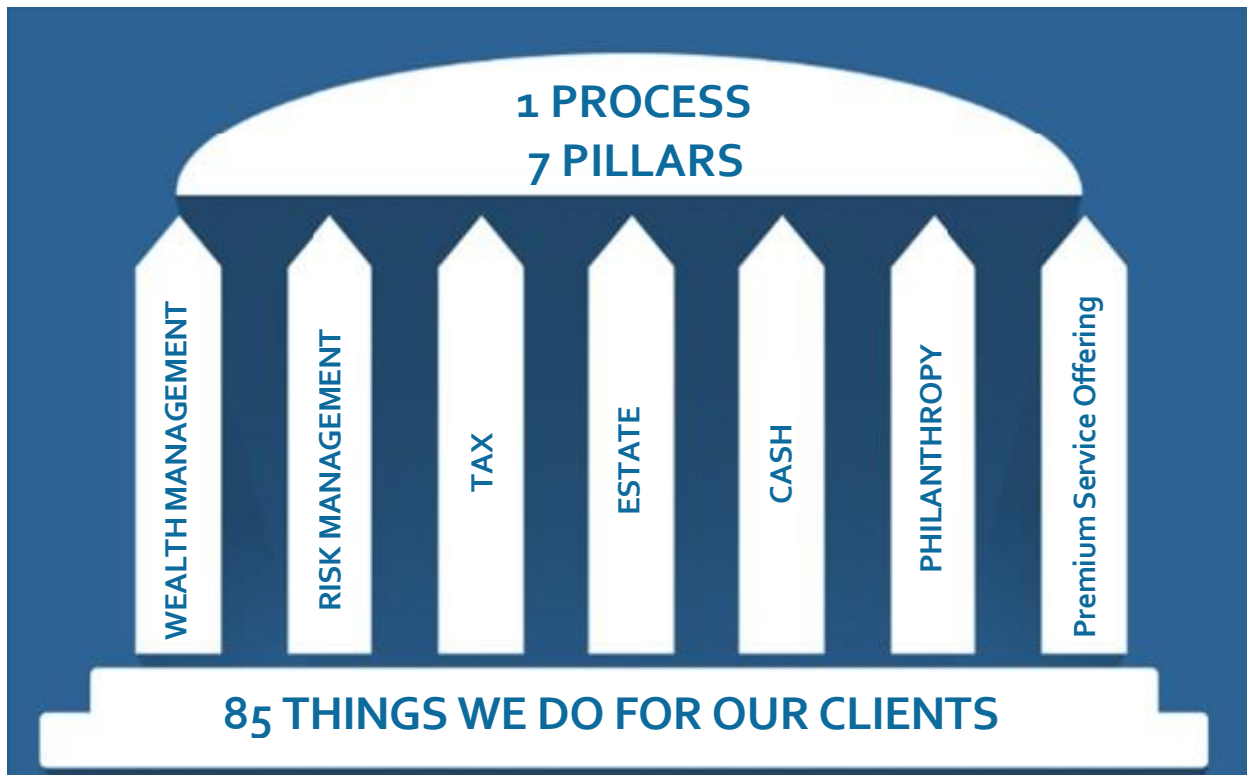 1 PROCESS
7 PILLARS
WEALTH MANAGEMENT
RISK MANAGEMENT
TAX
ESTATE
CASH
PHILANTHROPY
Premium Service Offering
85 THINGS WE DO FOR OUR CLIENTS